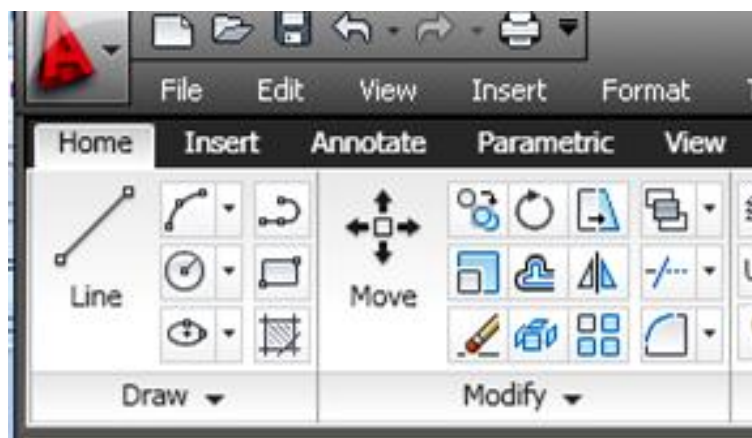 File Edit View Insert Format
Home Insert Annotate Parametric View
Line Move
Draw Modify